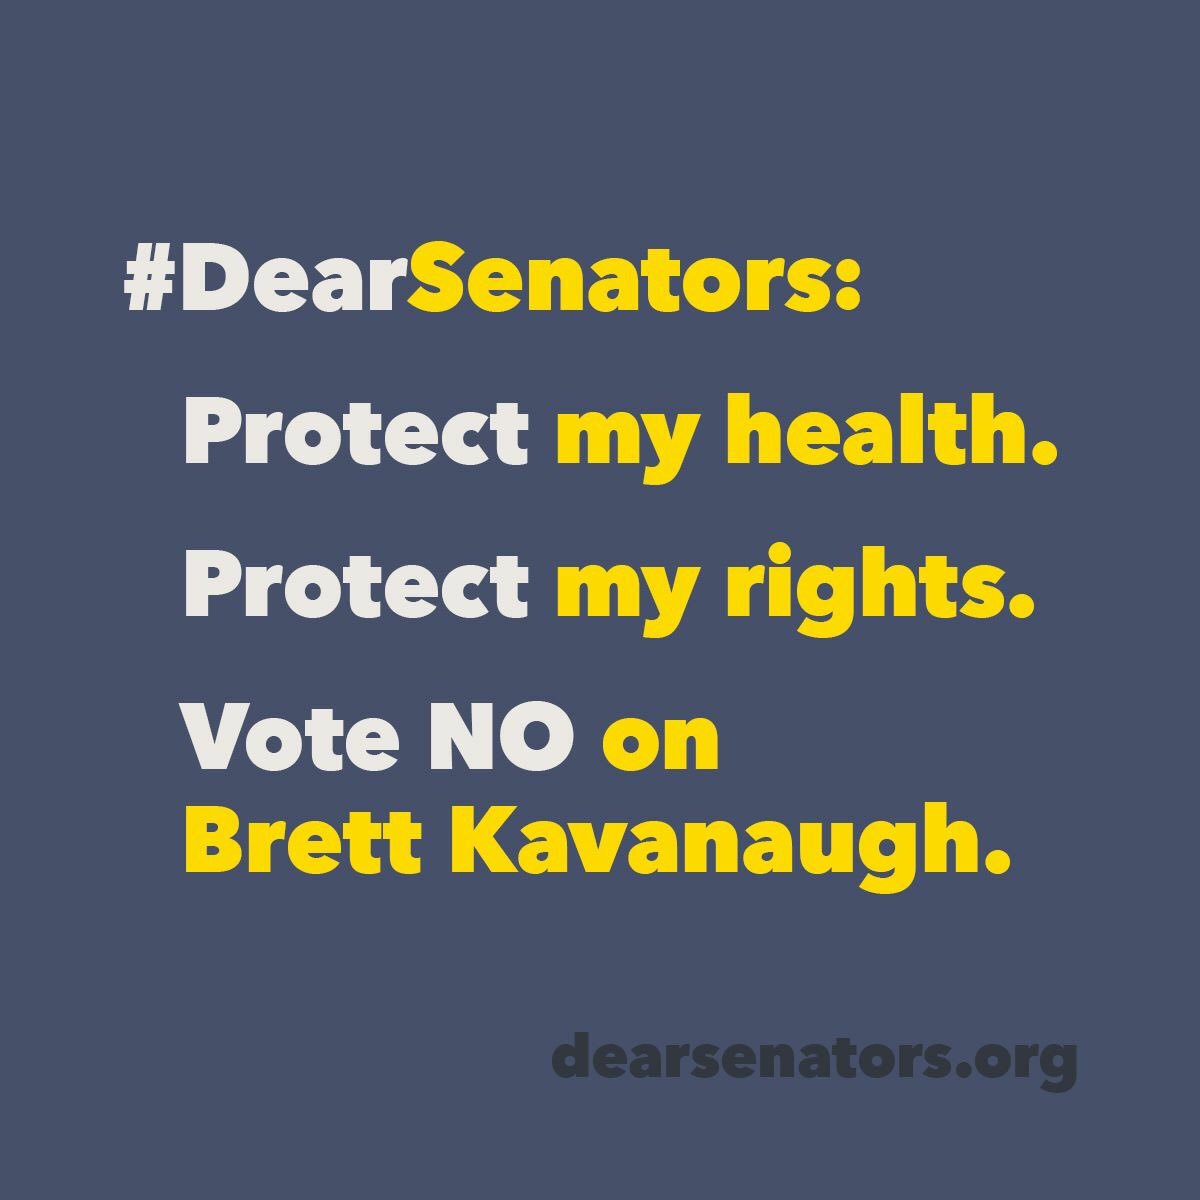 #DearSenators:
Protect my health.
Protect my rights.
Vote NO on
Brett Kavanaugh.
dearsenators.org